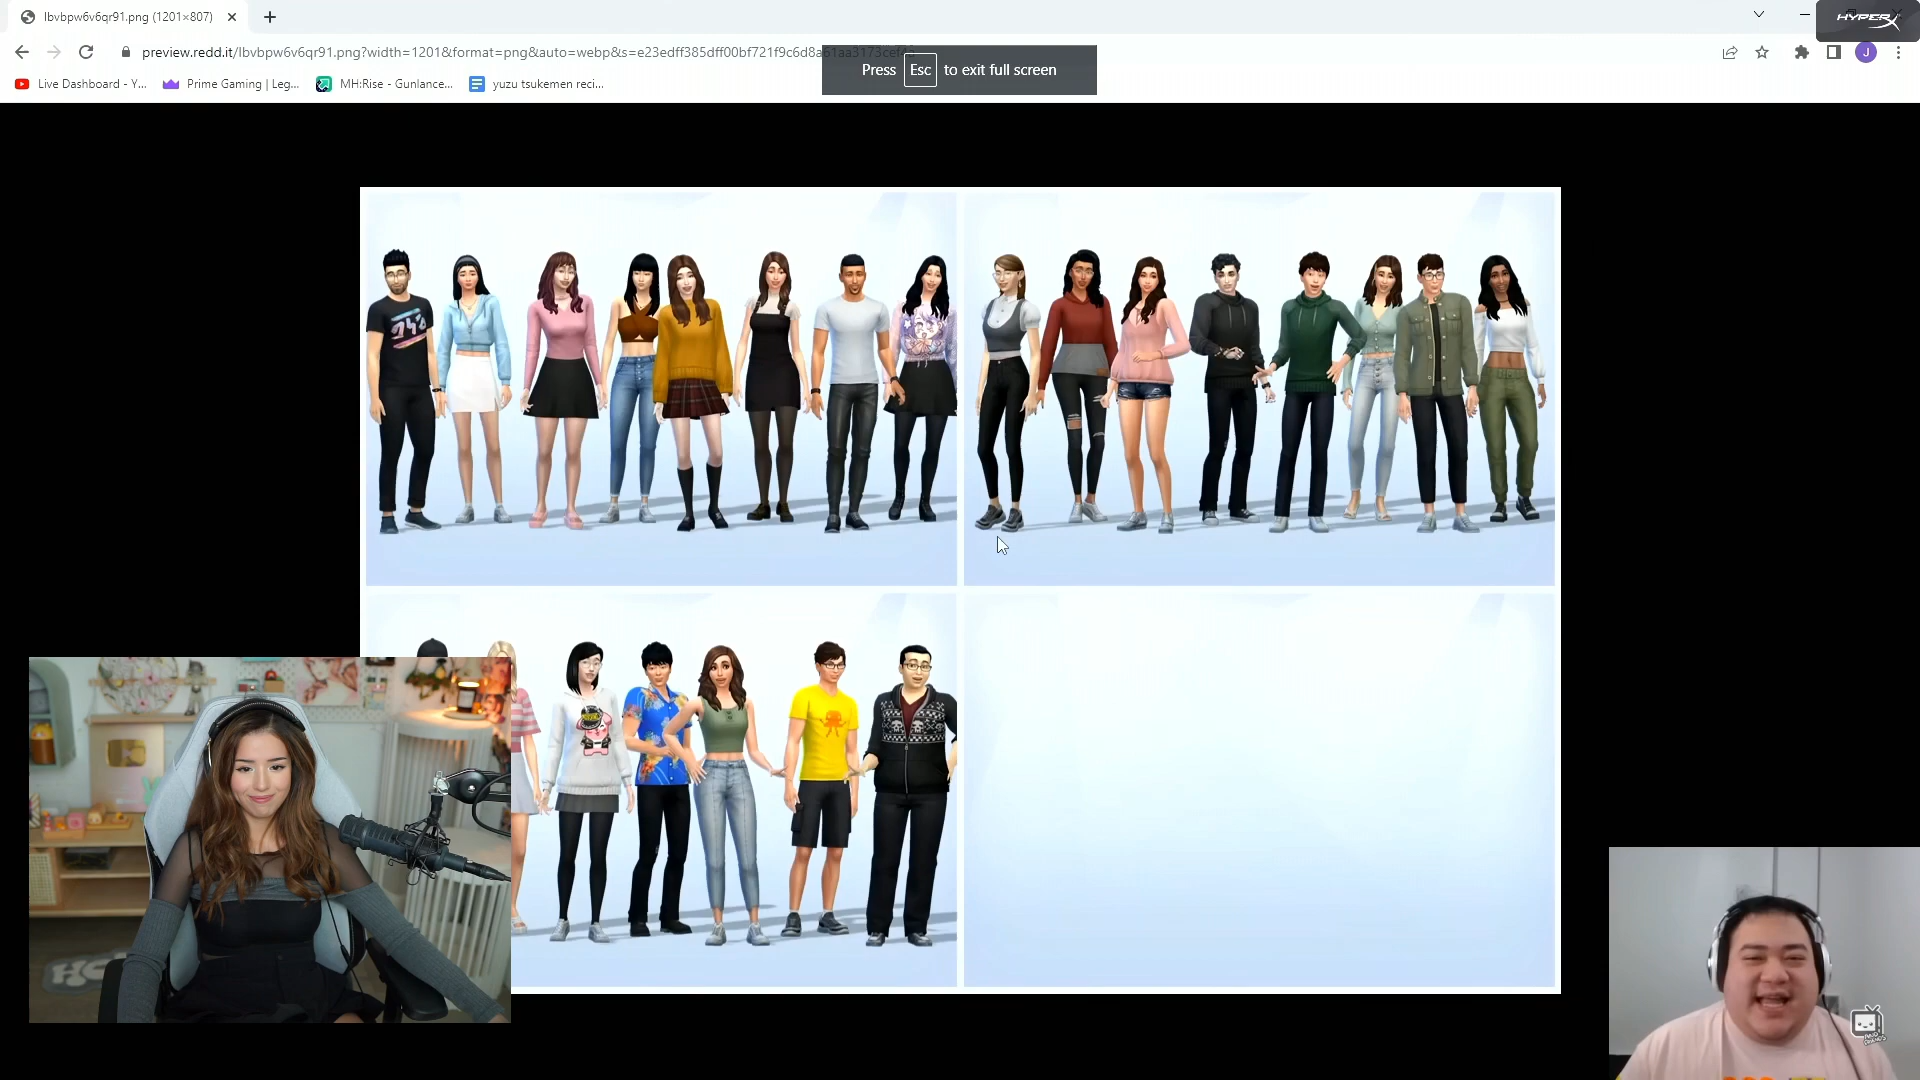 lbvbpw6v6qr91.png (1201×807)
HYPERX
preview.redd.it/lbvbpw6v6qr91.png?width=1201&format=png&auto=webp&s=e23edff385dff00bf721f9c6d8a61aa3173cef4
Press Esc to exit full screen
J
Live Dashboard - Y...
Prime Gaming | Leg...
MH:Rise - Gunlance...
yuzu tsukemen reci...